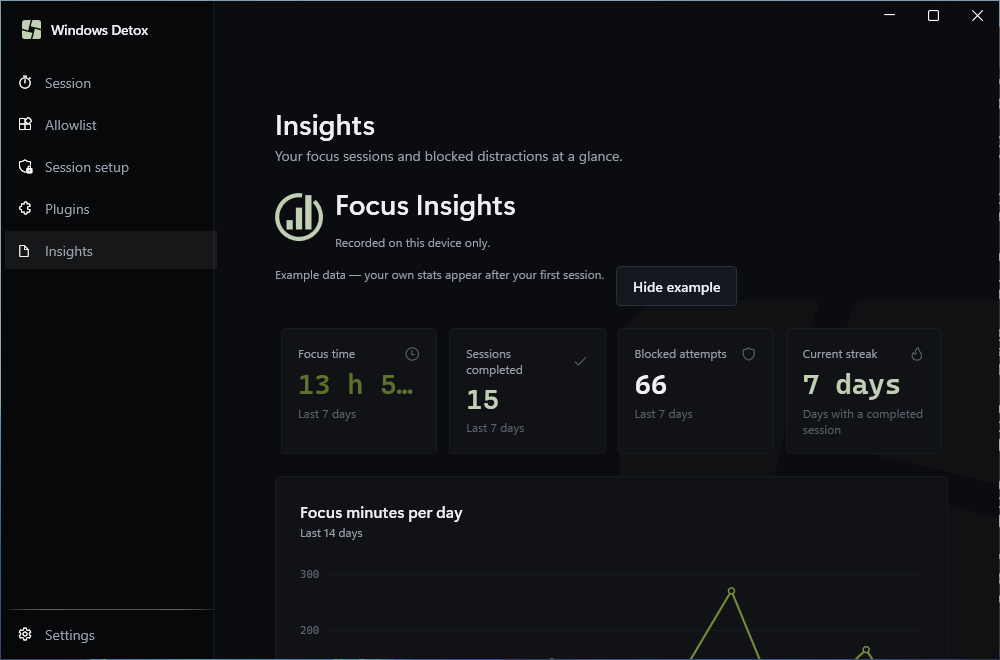 Windows Detox
Session
Allowlist
Session setup
Plugins
Insights
Settings
Insights
Your focus sessions and blocked distractions at a glance.
Focus Insights
Recorded on this device only.
Example data — your own stats appear after your first session.
Hide example
Focus time
13 h 5…
Last 7 days
Sessions
completed
15
Last 7 days
Blocked attempts
66
Last 7 days
Current streak
7 days
Days with a completed
session
Focus minutes per day
Last 14 days
300
200